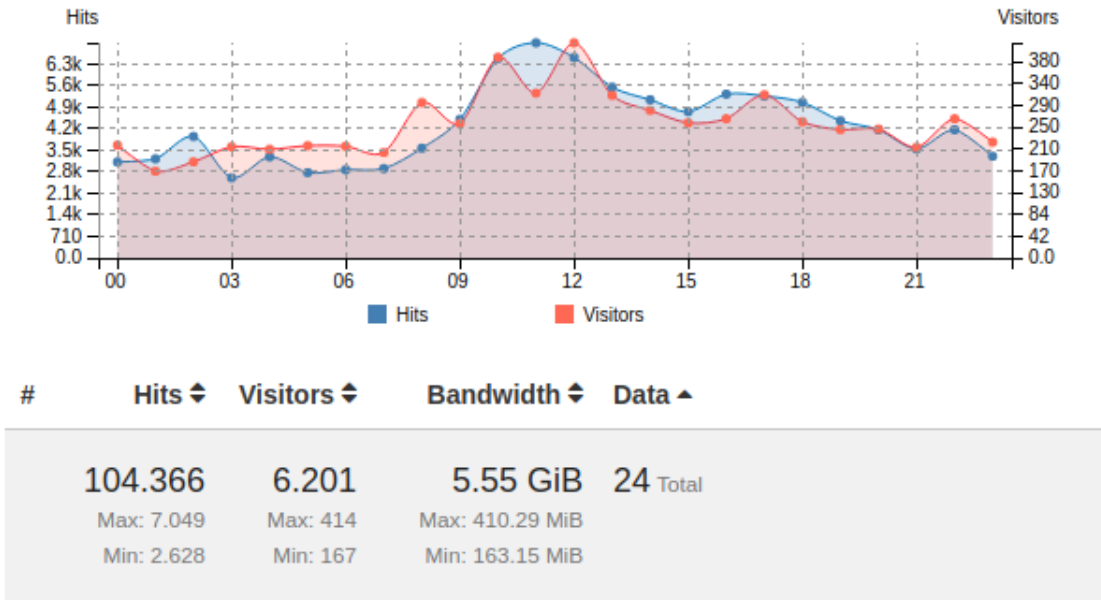 Hits Visitors
6.3k
5.6k
4.9k
4.2k
3.5k
2.8k
2.1k
1.4k
710
0.0
380
340
290
250
210
170
130
84
42
0.0
00 03 06 09 12 15 18 21
Hits Visitors
# Hits Visitors Bandwidth Data
104.366 6.201 5.55 GiB 24 Total
Max: 7.049 Max: 414 Max: 410.29 MiB
Min: 2.628 Min: 167 Min: 163.15 MiB